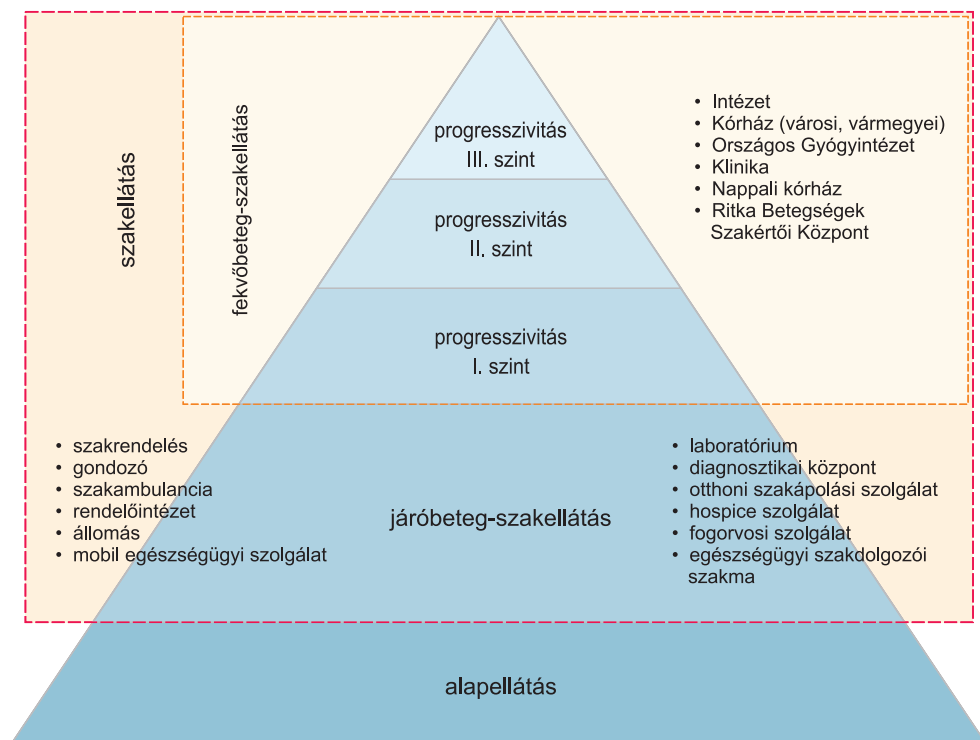 szakellátás
fekvőbeteg-szakellátás
progresszivitás
III. szint
progresszivitás
II. szint
progresszivitás
I. szint
• Intézet
• Kórház (városi, vármegyei)
• Országos Gyógyintézet
• Klinika
• Nappali kórház
• Ritka Betegségek
Szakértői Központ
• szakrendelés
• gondozó
• szakambulancia
• rendelőintézet
• állomás
• mobil egészségügyi szolgálat
járóbeteg-szakellátás
• laboratórium
• diagnosztikai központ
• otthoni szakápolási szolgálat
• hospice szolgálat
• fogorvosi szolgálat
• egészségügyi szakdolgozói
szakma
alapellátás